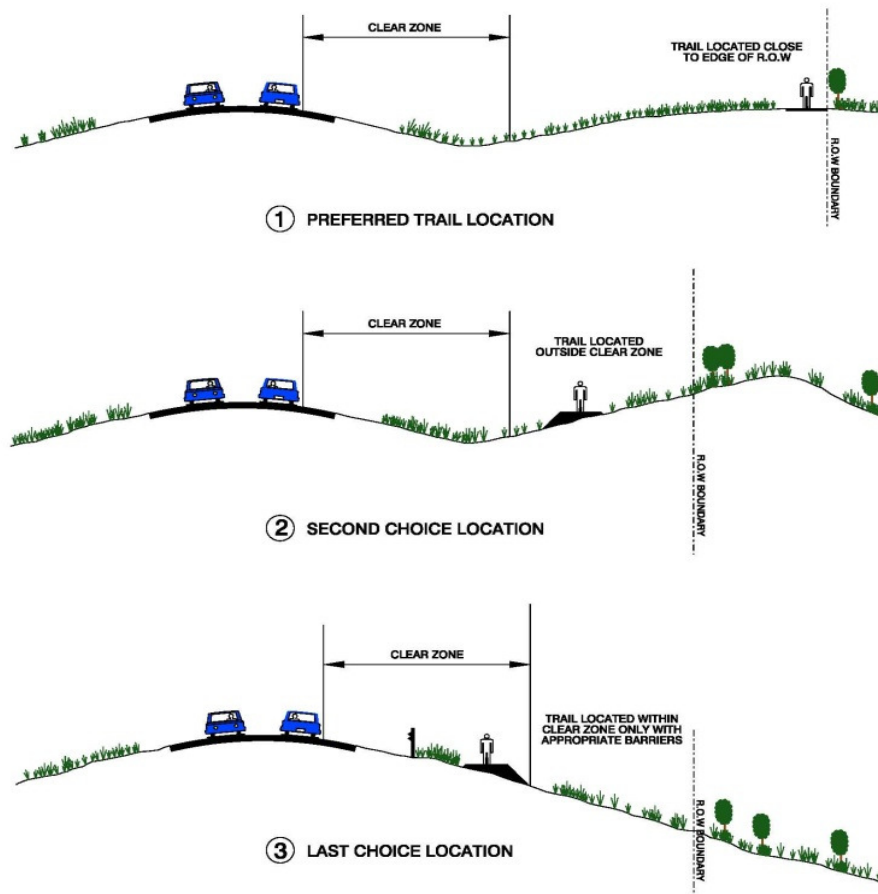 CLEAR ZONE
TRAIL LOCATED CLOSE
TO EDGE OF R.O.W
R.O.W BOUNDARY
1 PREFERRED TRAIL LOCATION
CLEAR ZONE
TRAIL LOCATED
OUTSIDE CLEAR ZONE
R.O.W BOUNDARY
2 SECOND CHOICE LOCATION
CLEAR ZONE
TRAIL LOCATED WITHIN
CLEAR ZONE ONLY WITH
APPROPRIATE BARRIERS
R.O.W BOUNDARY
3 LAST CHOICE LOCATION